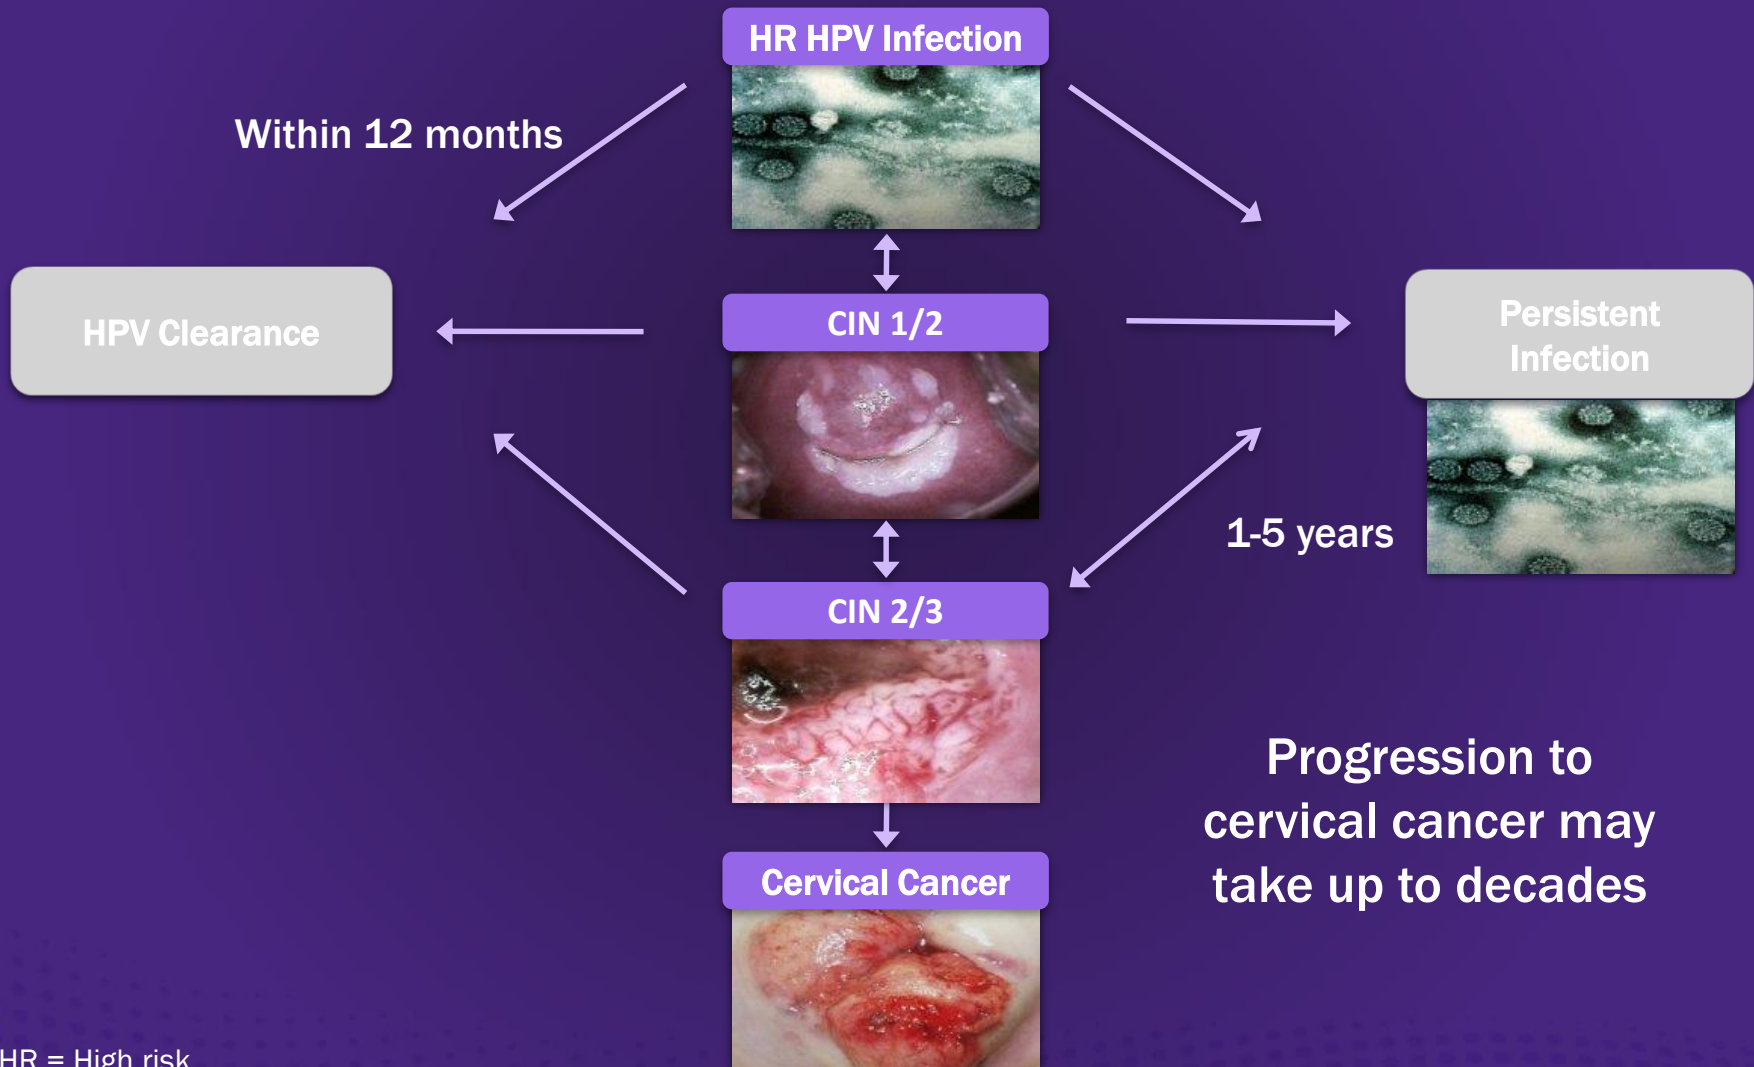 HR HPV Infection
Within 12 months
HPV Clearance
CIN 1/2
Persistent
Infection
1-5 years
CIN 2/3
Progression to
cervical cancer may
take up to decades
Cervical Cancer
HR = High risk